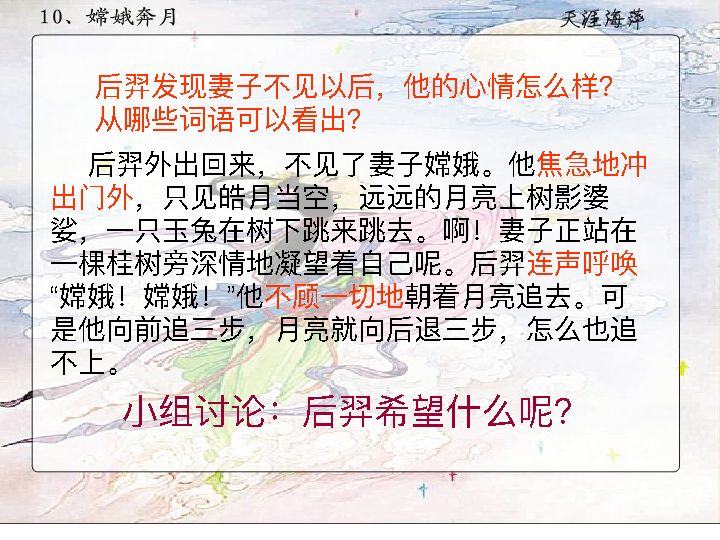 10、嫦娥奔月
天涯海萍
后羿发现妻子不见以后，他的心情怎么样？
从哪些词语可以看出？
后羿外出回来，不见了妻子嫦娥。他焦急地冲
出门外，只见皓月当空，远远的月亮上树影婆
娑，一只玉兔在树下跳来跳去。啊！妻子正站在
一棵桂树旁深情地凝望着自己呢。后羿连声呼唤
“嫦娥！嫦娥！”他不顾一切地朝着月亮追去。可
是他向前追三步，月亮就向后退三步，怎么也追
不上。
小组讨论：后羿希望什么呢？